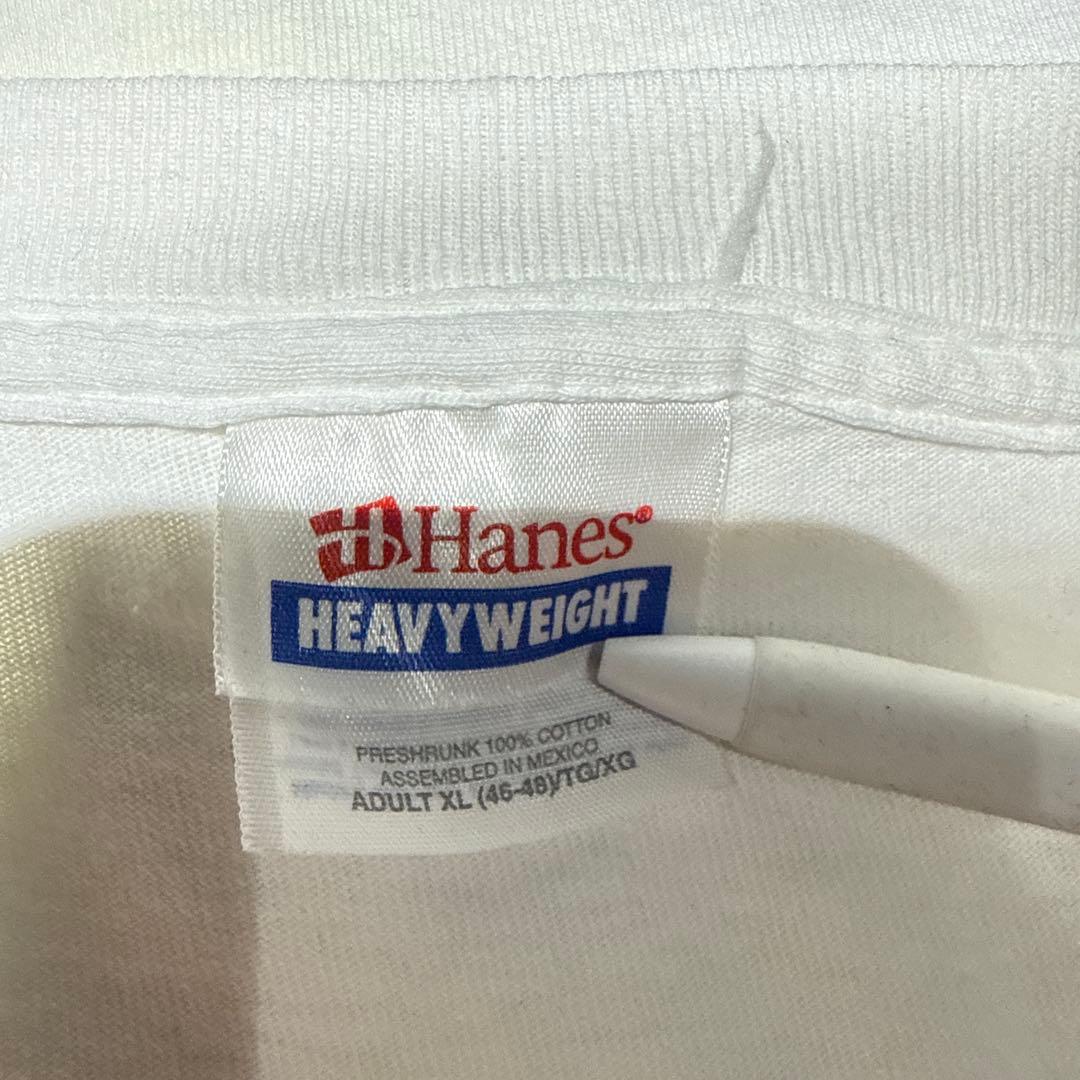 Hanes®
HEAVYWEIGHT
PRESHRUNK 100% COTTON
ASSEMBLED IN MEXICO
ADULT XL (46-48)/TG/XG